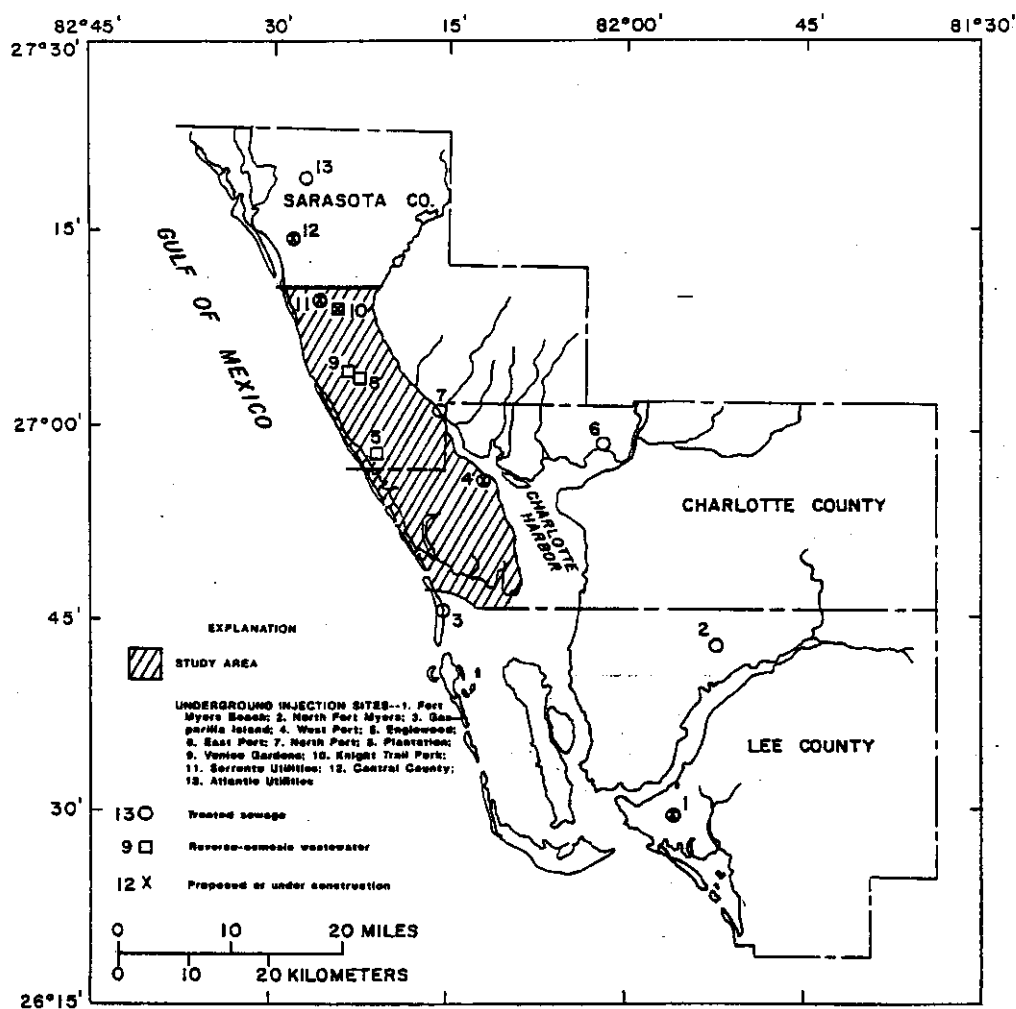 82°45' 30' 15' 82°00' 45' 81°30'
27°30'
13
SARASOTA CO.
15'
12
GULF OF MEXICO
11 10
9
8
7
27°00'
6
5
4
CHARLOTTE HARBOR
CHARLOTTE COUNTY
45'
3
2
EXPLANATION
STUDY AREA
UNDERGROUND INJECTION SITES--1. Fort
Myers Beach; 2. North Fort Myers; 3. Gas-
parilla Island; 4. West Port; 5. Englewood;
6. East Port; 7. North Port; 8. Plantation;
9. Venice Gardens; 10. Knight Trail Park;
11. Sorrento Utilities; 12. Central County;
13. Atlantic Utilities
LEE COUNTY
30'
1
13 Treated sewage
9 Reverse-osmosis wastewater
12 X Proposed or under construction
0 10 20 MILES
0 10 20 KILOMETERS
26°15'